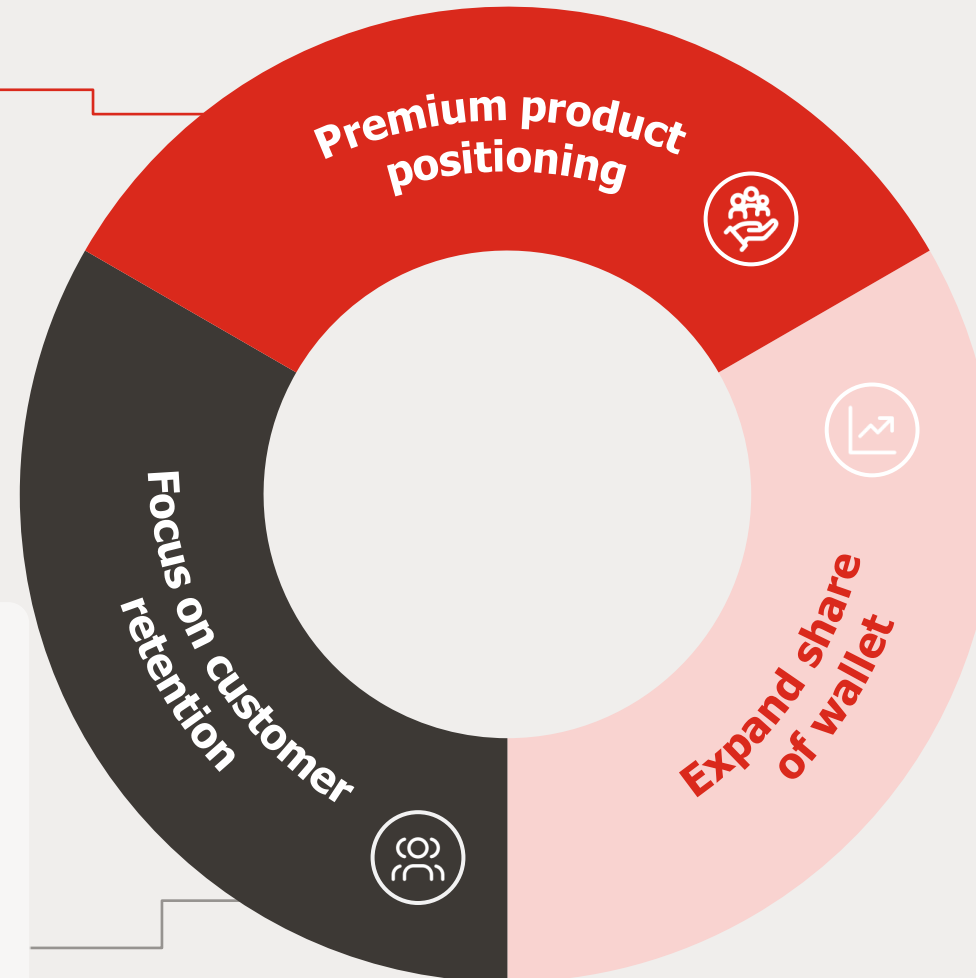 Premium product
positioning
Expand share
of wallet
Focus on customer
retention